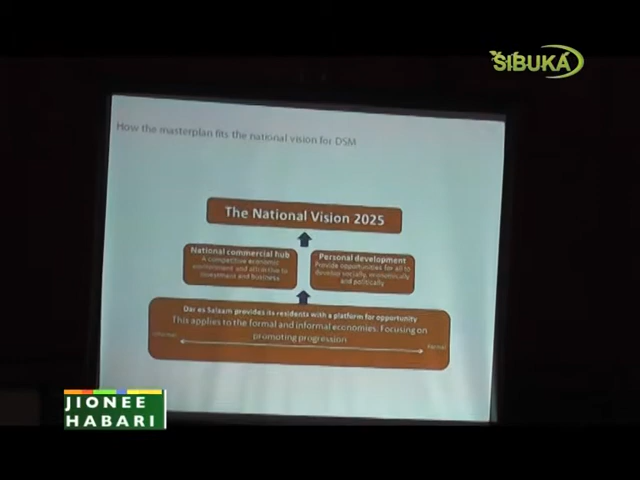 SIBUKA
How the masterplan fits the national vision for DSM
The National Vision 2025
National commercial hub
A competitive economic
environment and attractive to
investment and business
Personal development
Provide opportunities for all to
develop socially, economically
and politically
Dar es Salaam provides its residents with a platform for opportunity
This applies to the formal and informal economies. Focusing on
promoting progression
Informal
Formal
JIONEE
HABARI